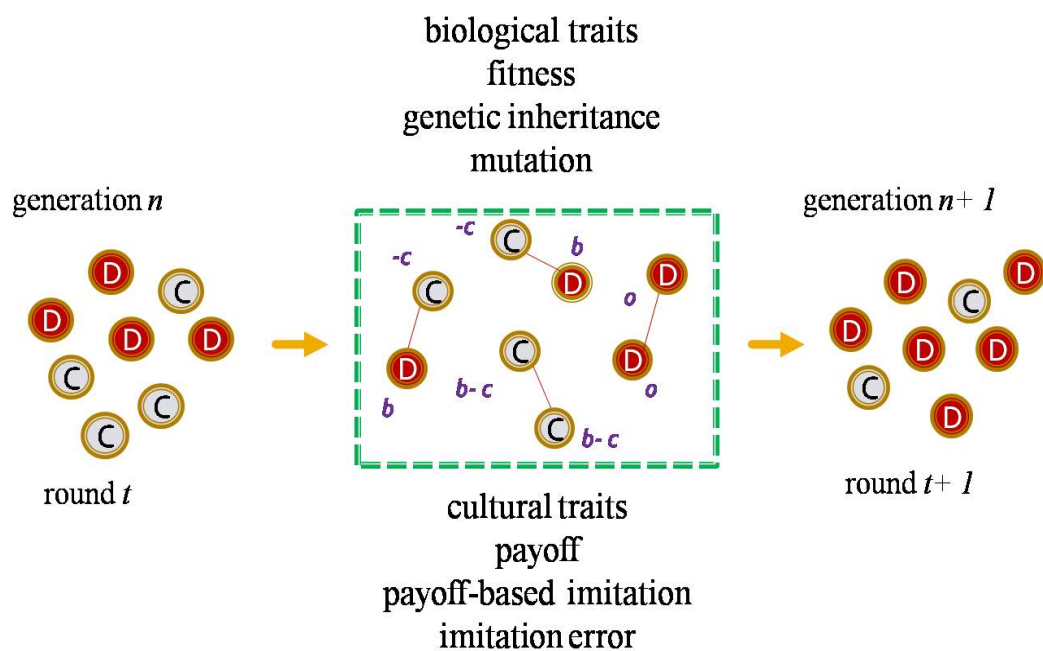 biological traits
fitness
genetic inheritance
mutation
generation n
generation n+ 1
D
C
D
D
D
C
C
C
-c
C
-c
C
b
D
D
o
D
b
C
b- c
C
b- c
D
o
D
D
C
D
D
D
C
D
round t
round t+ 1
cultural traits
payoff
payoff-based imitation
imitation error